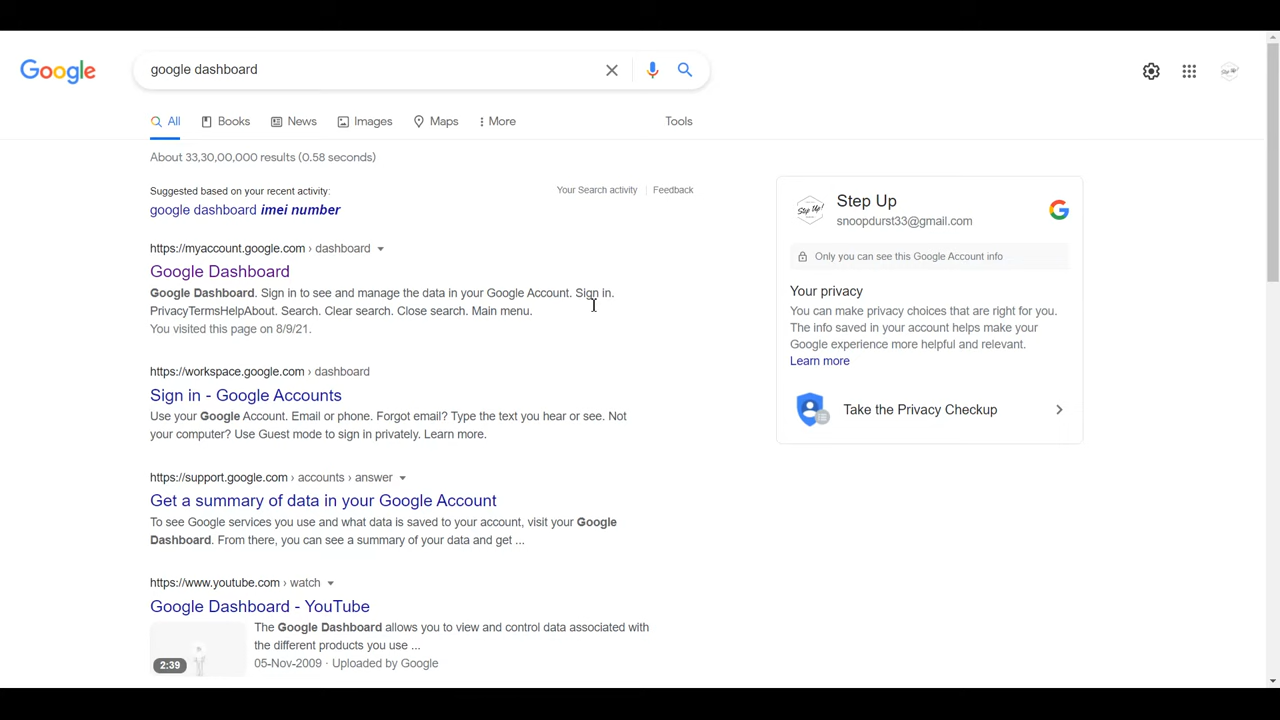 Google
google dashboard
All
Books
News
Images
Maps
More
Tools
About 33,30,00,000 results (0.58 seconds)
Suggested based on your recent activity:
Your Search activity
Feedback
google dashboard imei number
https://myaccount.google.com › dashboard
Google Dashboard
Google Dashboard. Sign in to see and manage the data in your Google Account. Sign in.
PrivacyTermsHelpAbout. Search. Clear search. Close search. Main menu.
You visited this page on 8/9/21.
https://workspace.google.com › dashboard
Sign in - Google Accounts
Use your Google Account. Email or phone. Forgot email? Type the text you hear or see. Not
your computer? Use Guest mode to sign in privately. Learn more.
https://support.google.com › accounts › answer
Get a summary of data in your Google Account
To see Google services you use and what data is saved to your account, visit your Google
Dashboard. From there, you can see a summary of your data and get ...
https://www.youtube.com › watch
Google Dashboard - YouTube
The Google Dashboard allows you to view and control data associated with
the different products you use ...
2:39
05-Nov-2009 · Uploaded by Google
Step Up!
Step Up
snoopdurst33@gmail.com
Only you can see this Google Account info
Your privacy
You can make privacy choices that are right for you.
The info saved in your account helps make your
Google experience more helpful and relevant.
Learn more
Take the Privacy Checkup